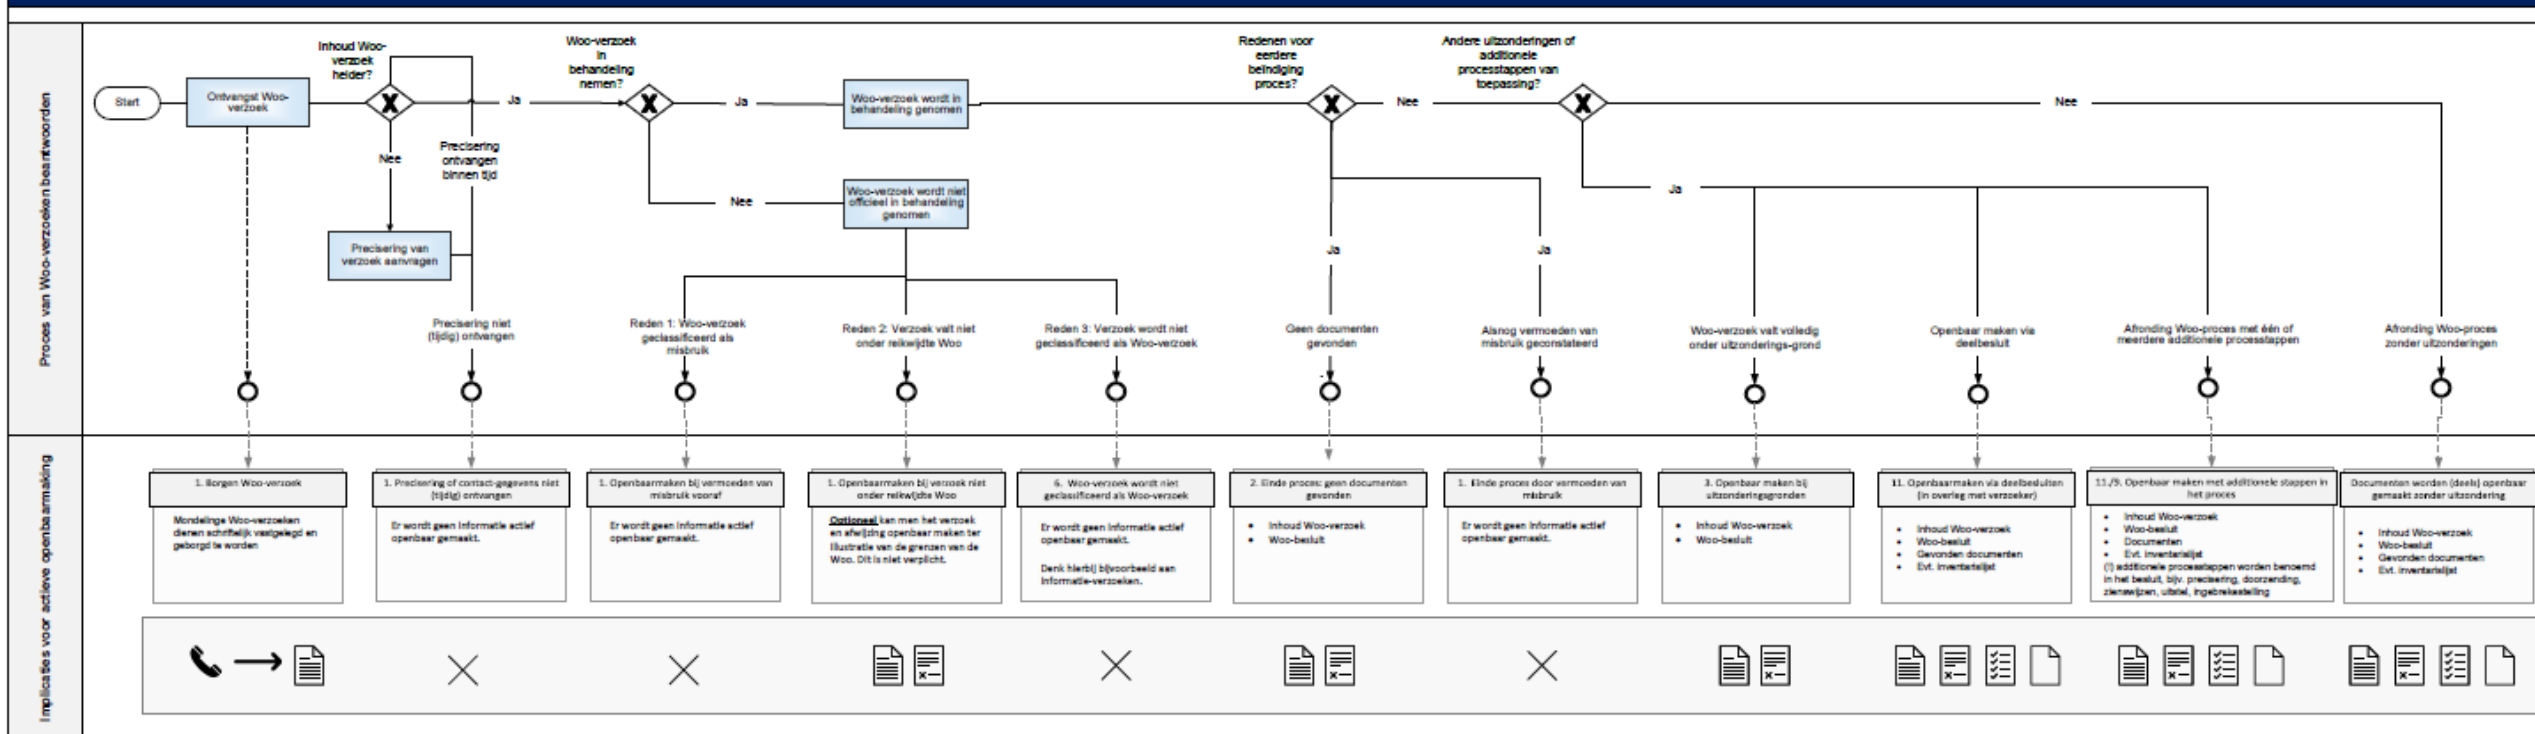 Proces van Woo-verzoeken beantwoorden
Start
Ontvangst Woo-
verzoek
Inhoud Woo-
verzoek
helder?
Ja
Nee
Precisering
ontvangen
binnen tijd
Precisering van
verzoek aanvragen
Precisering niet
(tijdig) ontvangen
Woo-verzoek
in
behandeling
nemen?
Ja
Nee
Woo-verzoek wordt in
behandeling genomen
Woo-verzoek wordt niet
officieel in behandeling
genomen
Reden 1: Woo-verzoek
geclassificeerd als
misbruik
Reden 2: Verzoek valt niet
onder reikwijdte Woo
Reden 3: Verzoek wordt niet
geclassificeerd als Woo-verzoek
Redenen voor
eerdere
beïndiging
proces?
Nee
Ja
Ja
Geen documenten
gevonden
Alsnog vermoeden van
misbruik geconstateerd
Andere uitzonderingen of
additionele
processtappen van
toepassing?
Nee
Ja
Woo-verzoek valt volledig
onder uitzonderings-grond
Openbaar maken via
deelbesluit
Afronding Woo-proces met één of
meerdere additionele processtappen
Afronding Woo-proces
zonder uitzonderingen
Implicaties voor actieve openbaarmaking
1. Borgen Woo-verzoek
Mondelinge Woo-verzoeken
dienen schriftelijk vastgelegd en
geborgd te worden
1. Precisering of contact-gegevens niet
(tijdig) ontvangen
Er wordt geen informatie actief
openbaar gemaakt.
1. Openbaarmaken bij vermoeden van
misbruik vooraf
Er wordt geen informatie actief
openbaar gemaakt.
1. Openbaarmaken bij verzoek niet
onder reikwijdte Woo
Optioneel kan men het verzoek
en afwijzing openbaar maken ter
illustratie van de grenzen van de
Woo. Dit is niet verplicht.
6. Woo-verzoek wordt niet
geclassificeerd als Woo-verzoek
Er wordt geen informatie actief
openbaar gemaakt.
Denk hierbij bijvoorbeeld aan
informatie-verzoeken.
2. Einde proces: geen documenten
gevonden
• Inhoud Woo-verzoek
• Woo-besluit
1. Einde proces door vermoeden van
misbruik
Er wordt geen informatie actief
openbaar gemaakt.
3. Openbaar maken bij
uitzonderingsgronden
• Inhoud Woo-verzoek
• Woo-besluit
11. Openbaarmaken via deelbesluiten
(in overleg met verzoeker)
• Inhoud Woo-verzoek
• Woo-besluit
• Gevonden documenten
• Evt. inventarislijst
11./9. Openbaar maken met additionele stappen in
het proces
• Inhoud Woo-verzoek
• Woo-besluit
• Documenten
• Evt. inventarislijst
(!) additionele processtappen worden benoemd
in het besluit, bijv. precisering, doorzending,
zienswijzen, uitstel, ingebrekestelling
Documenten worden (deels) openbaar
gemaakt zonder uitzondering
• Inhoud Woo-verzoek
• Woo-besluit
• Gevonden documenten
• Evt. inventarislijst